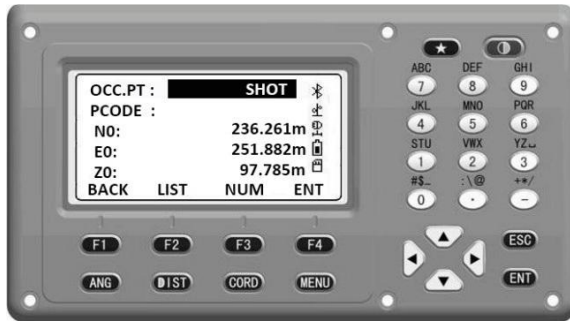 OCC.PT : SHOT
PCODE :
N0: 236.261m
E0: 251.882m
Z0: 97.785m
BACK LIST NUM ENT
F1 F2 F3 F4
ANG DIST CORD MENU
★
ABC DEF GHI
7 8 9
JKL MNO PQR
4 5 6
STU VWX YZ␣
1 2 3
#$_ :\@ +*/
0 . -
ESC
ENT